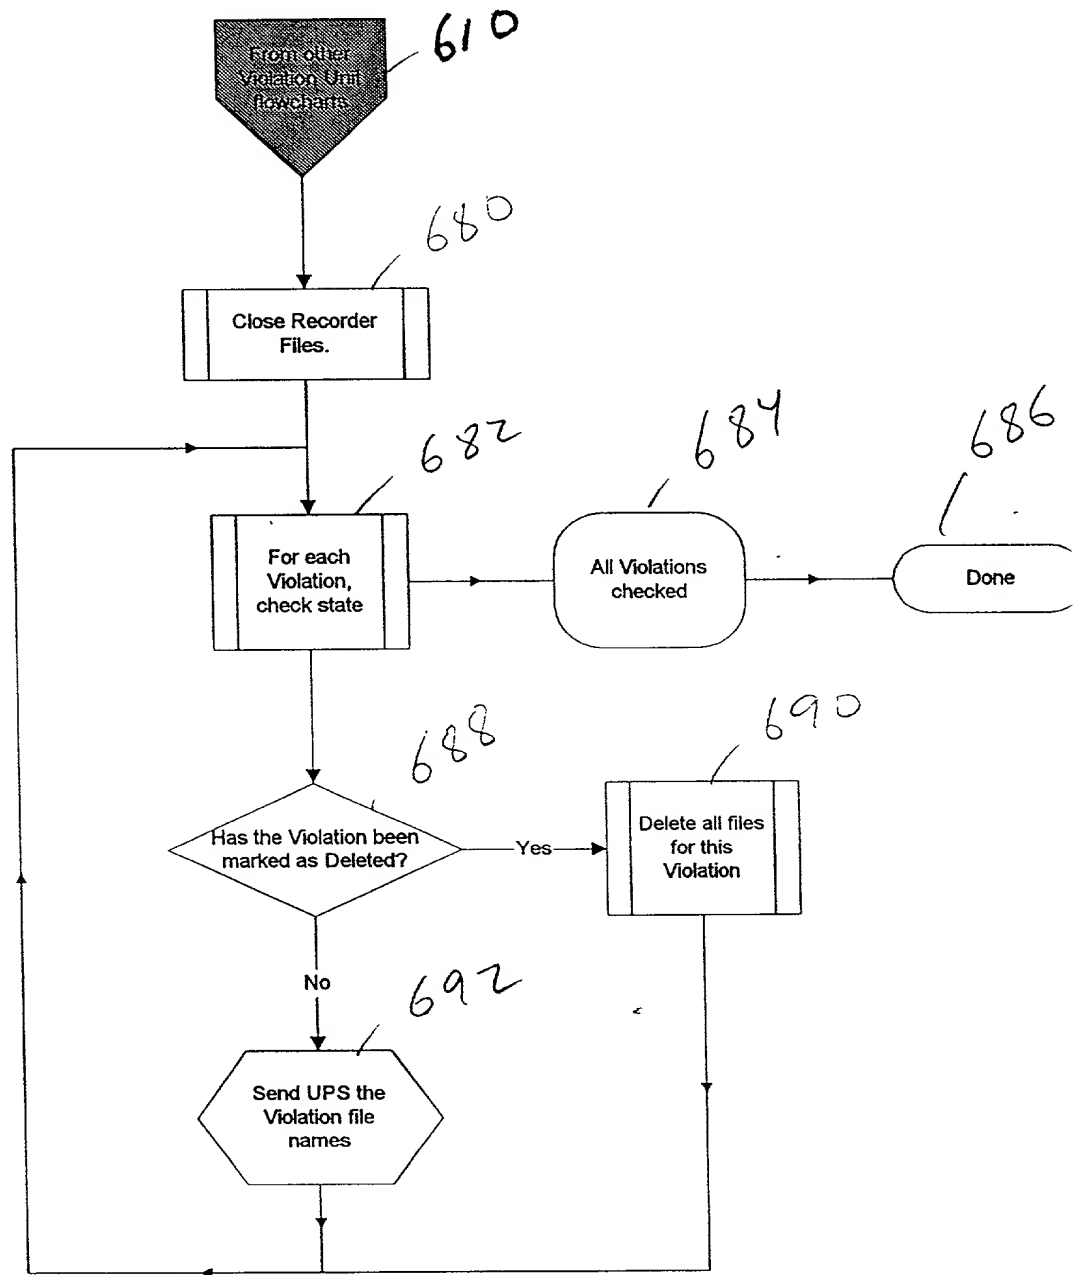 610
From other
Violation Unit
flowcharts
680
Close Recorder
Files.
682
684
686
For each
Violation,
check state
All Violations
checked
Done
688
690
Has the Violation been
marked as Deleted?
Yes
Delete all files
for this
Violation
No
692
Send UPS the
Violation file
names